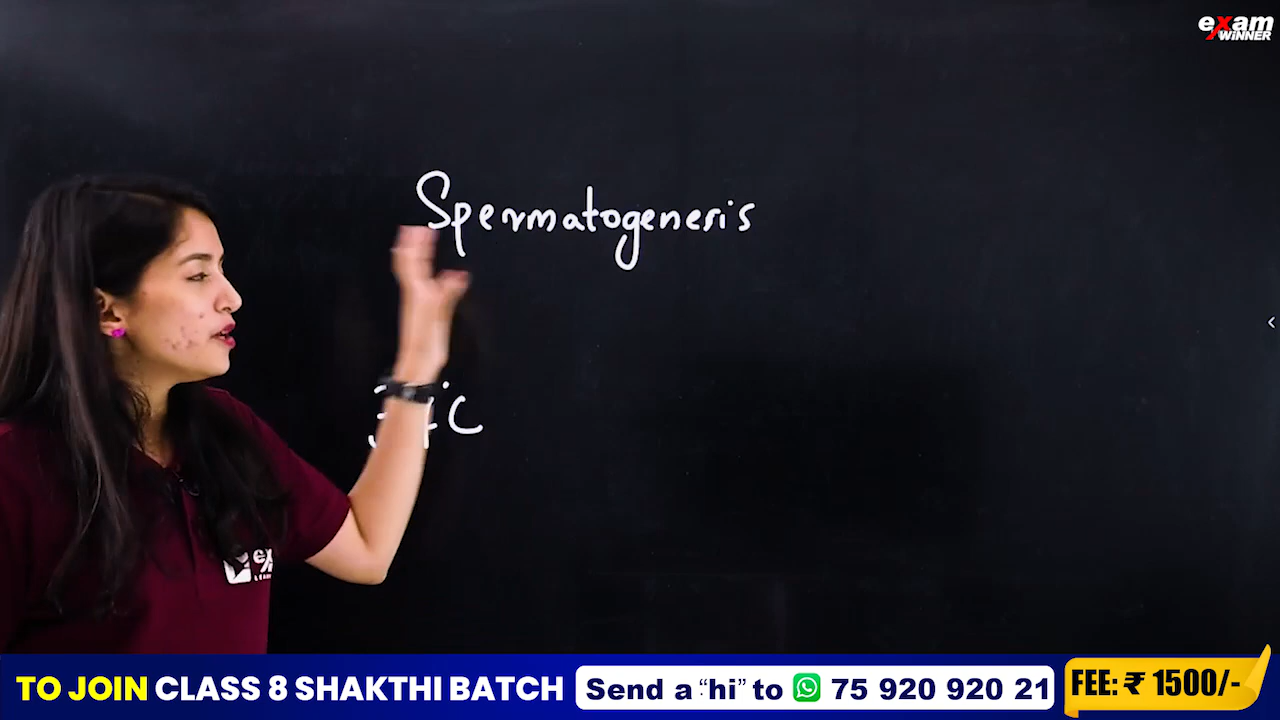 exam
WiNNER
Spermatogenesis
TO JOIN CLASS 8 SHAKTHI BATCH
Send a “hi” to 75 920 920 21
FEE: ₹ 1500/-